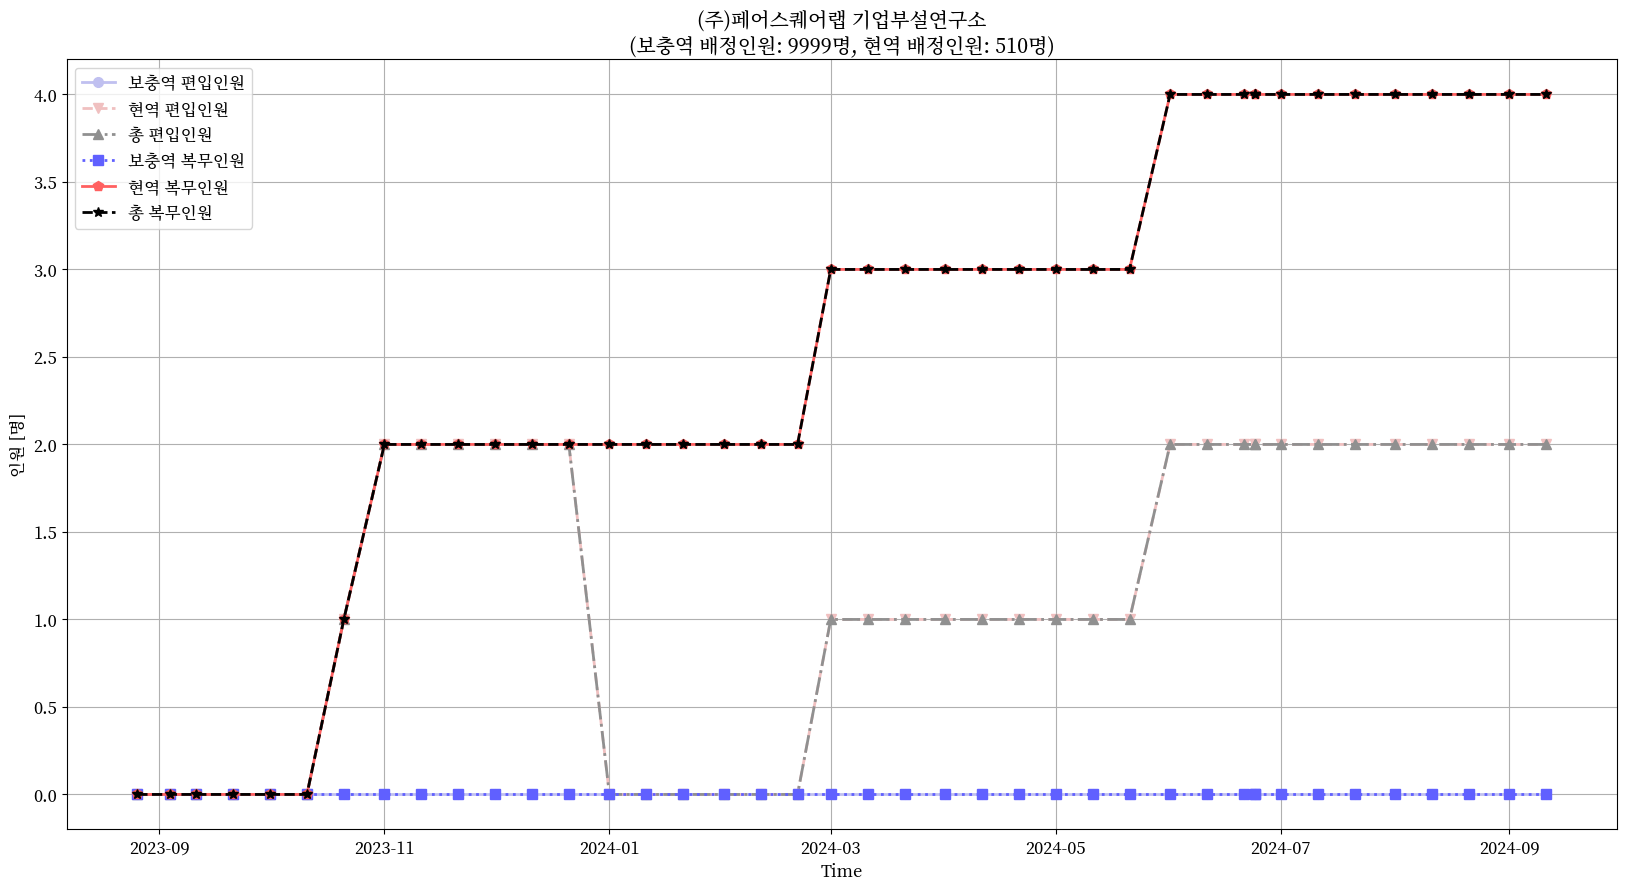 (주)페어스퀘어랩 기업부설연구소
(보충역 배정인원: 9999명, 현역 배정인원: 510명)
보충역 편입인원
현역 편입인원
총 편입인원
보충역 복무인원
현역 복무인원
총 복무인원
4.0
3.5
3.0
2.5
2.0
1.5
1.0
0.5
0.0
인원 [명]
2023-09
2023-11
2024-01
2024-03
2024-05
2024-07
2024-09
Time